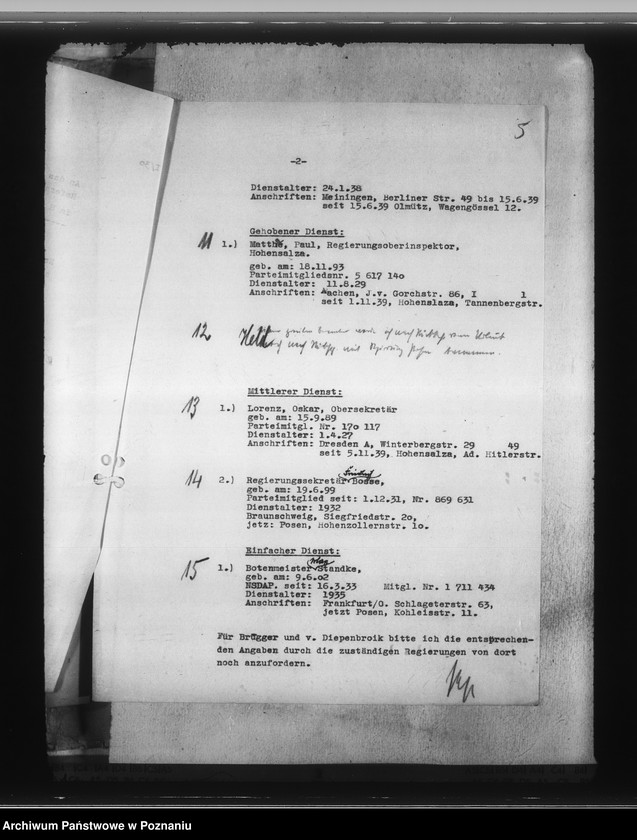 5
-2-
Dienstalter: 24.1.38
Anschriften: Meiningen, Berliner Str. 49 bis 15.6.39
seit 15.6.39 Olmütz, Wagengössel 12.
Gehobener Dienst:
11 1.) Matthä, Paul, Regierungsoberinspektor,
Hohensalza.
geb. am: 18.11.93
Parteimitgliedsnr. 5 617 14o
Dienstalter: 11.8.29
Anschriften: Aachen, J.v. Gorchstr. 86, I 1
seit 1.11.39, Hohenslaza, Tannenbergstr.
12 Held
Mittlerer Dienst:
13 1.) Lorenz, Oskar, Obersekretär
geb. am: 15.9.89
Parteimitgl. Nr. 17o 117
Dienstalter: 1.4.27
Anschriften: Dresden A, Winterbergstr. 29 49
seit 5.11.39, Hohensalza, Ad. Hitlerstr.
14 2.) Regierungssekretär Bosse,
geb. am: 19.6.99
Parteimitglied seit: 1.12.31, Nr. 869 631
Dienstalter: 1932
Braunschweig, Siegfriedstr. 2o,
jetz: Posen, Hohenzollernstr. 1o.
Einfacher Dienst:
15 1.) Botenmeister Standke,
geb. am: 9.6.o2
NSDAP. seit: 16.3.33 Mitgl. Nr. 1 711 434
Dienstalter: 1935
Anschriften: Frankfurt/O. Schlageterstr. 63,
jetzt Posen, Kohleisstr. 11.
Für Brügger und v. Diepenbroik bitte ich die entsprechen-
den Angaben durch die zuständigen Regierungen von dort
noch anzufordern.
Archiwum Państwowe w Poznaniu